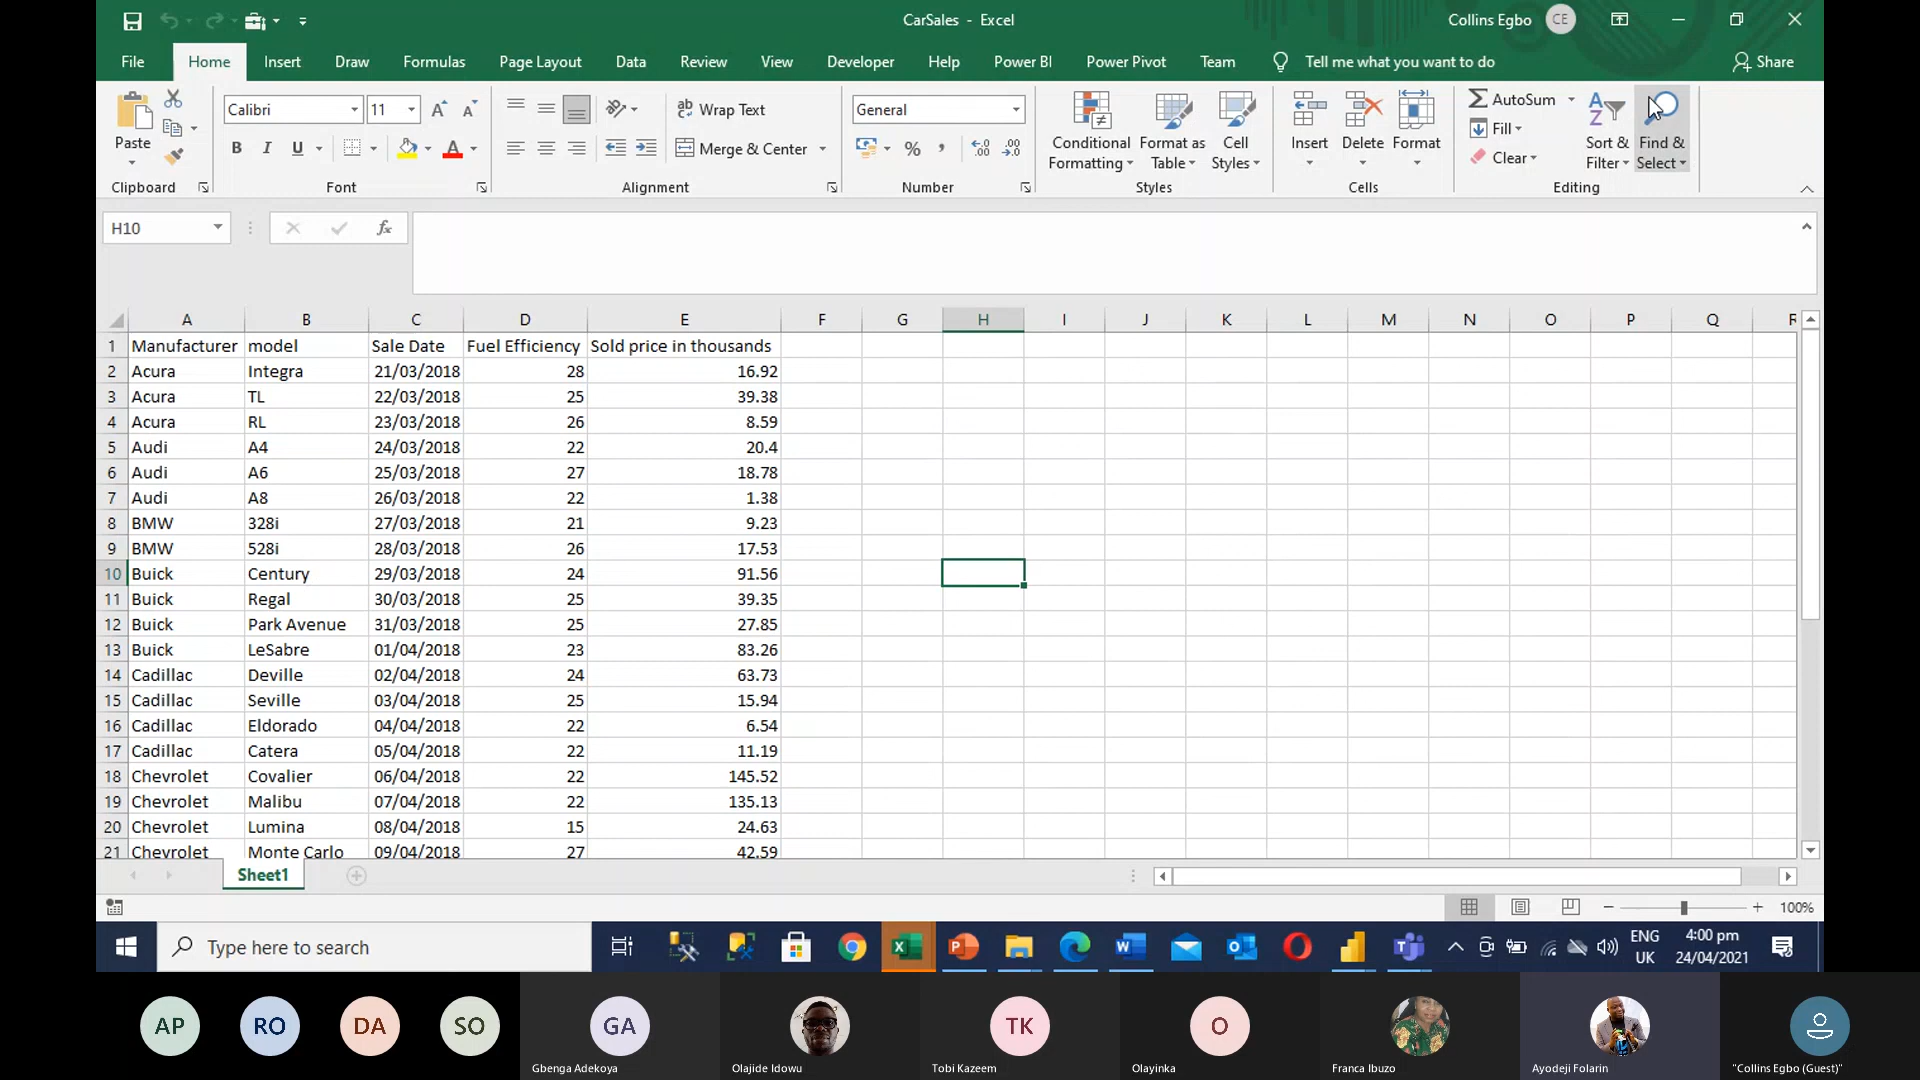 CarSales - Excel
Collins Egbo
CE
File
Home
Insert
Draw
Formulas
Page Layout
Data
Review
View
Developer
Help
Power BI
Power Pivot
Team
Tell me what you want to do
Share
Paste
Clipboard
Calibri
11
B
I
U
Font
Wrap Text
Merge & Center
Alignment
General
%
Number
Conditional Formatting
Format as Table
Cell Styles
Styles
Insert
Delete
Format
Cells
AutoSum
Fill
Clear
Sort & Filter
Find & Select
Editing
H10
fx
A B C D E F G H I J K L M N O P Q R
1 Manufacturer model Sale Date Fuel Efficiency Sold price in thousands
2 Acura Integra 21/03/2018 28 16.92
3 Acura TL 22/03/2018 25 39.38
4 Acura RL 23/03/2018 26 8.59
5 Audi A4 24/03/2018 22 20.4
6 Audi A6 25/03/2018 27 18.78
7 Audi A8 26/03/2018 22 1.38
8 BMW 328i 27/03/2018 21 9.23
9 BMW 528i 28/03/2018 26 17.53
10 Buick Century 29/03/2018 24 91.56
11 Buick Regal 30/03/2018 25 39.35
12 Buick Park Avenue 31/03/2018 25 27.85
13 Buick LeSabre 01/04/2018 23 83.26
14 Cadillac Deville 02/04/2018 24 63.73
15 Cadillac Seville 03/04/2018 25 15.94
16 Cadillac Eldorado 04/04/2018 22 6.54
17 Cadillac Catera 05/04/2018 22 11.19
18 Chevrolet Covalier 06/04/2018 22 145.52
19 Chevrolet Malibu 07/04/2018 22 135.13
20 Chevrolet Lumina 08/04/2018 15 24.63
21 Chevrolet Monte Carlo 09/04/2018 27 42.59
Sheet1
100%
Type here to search
ENG
UK
4:00 pm
24/04/2021
AP
RO
DA
SO
GA
TK
O
Gbenga Adekoya
Olajide Idowu
Tobi Kazeem
Olayinka
Franca Ibuzo
Ayodeji Folarin
"Collins Egbo (Guest)"